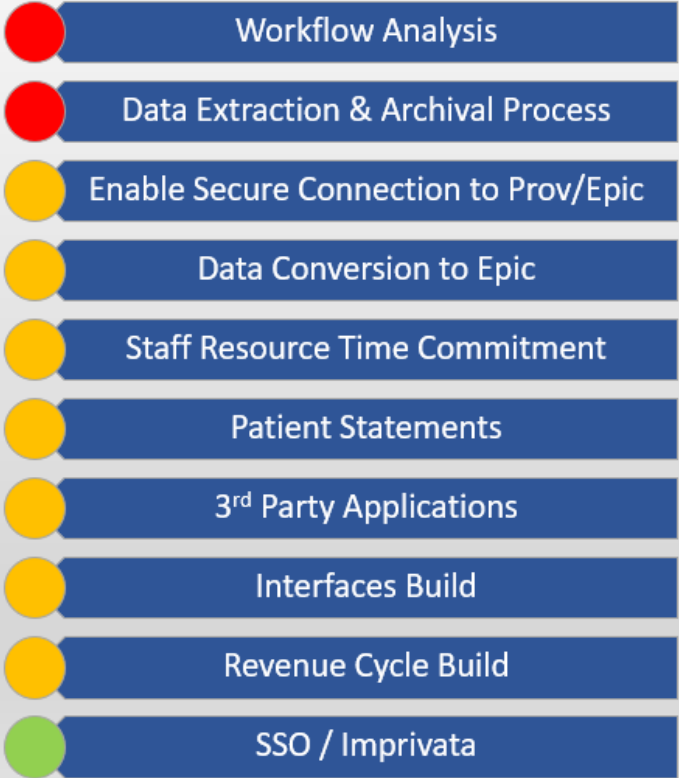 Workflow Analysis
Data Extraction & Archival Process
Enable Secure Connection to Prov/Epic
Data Conversion to Epic
Staff Resource Time Commitment
Patient Statements
3rd Party Applications
Interfaces Build
Revenue Cycle Build
SSO / Imprivata